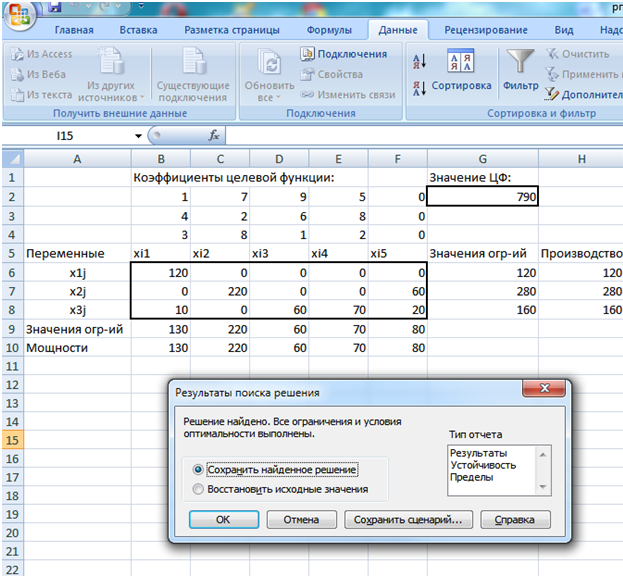 pr
Главная Вставка Разметка страницы Формулы Данные Рецензирование Вид Надс
Из Access
Из Веба
Из текста
Из других источников
Существующие подключения
Получить внешние данные
Обновить все
Подключения
Свойства
Изменить связи
Подключения
Сортировка
Фильтр
Очистить
Применить
Дополнител
Сортировка и фильтр
I15 fx
A B C D E F G H
1 Коэффициенты целевой функции: Значение ЦФ:
2 1 7 9 5 0 790
3 4 2 6 8 0
4 3 8 1 2 0
5 Переменные xi1 xi2 xi3 xi4 xi5 Значения огр-ий Производство
6 x1j 120 0 0 0 0 120 120
7 x2j 0 220 0 0 60 280 280
8 x3j 10 0 60 70 20 160 160
9 Значения огр-ий 130 220 60 70 80
10 Мощности 130 220 60 70 80
11
12
13
14
15
16
17
18
19
20
21
22
Результаты поиска решения
Решение найдено. Все ограничения и условия
оптимальности выполнены.
Тип отчета
Результаты
Устойчивость
Пределы
Сохранить найденное решение
Восстановить исходные значения
ОК Отмена Сохранить сценарий... Справка